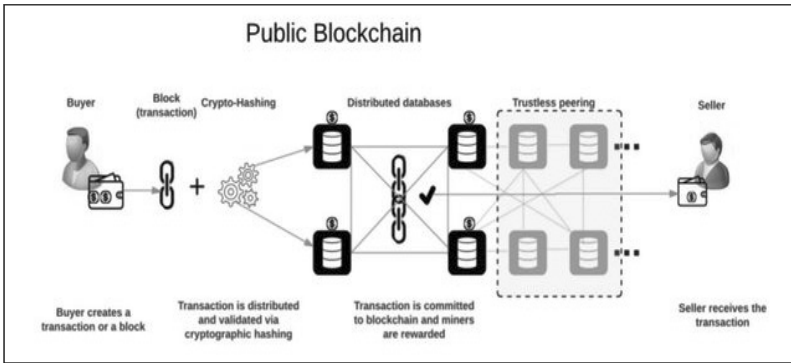 Public Blockchain
Buyer
Block
(transaction)
Crypto-Hashing
Distributed databases
Trustless peering
Seller
+
Buyer creates a
transaction or a block
Transaction is distributed
and validated via
cryptographic hashing
Transaction is committed
to blockchain and miners
are rewarded
Seller receives the
transaction